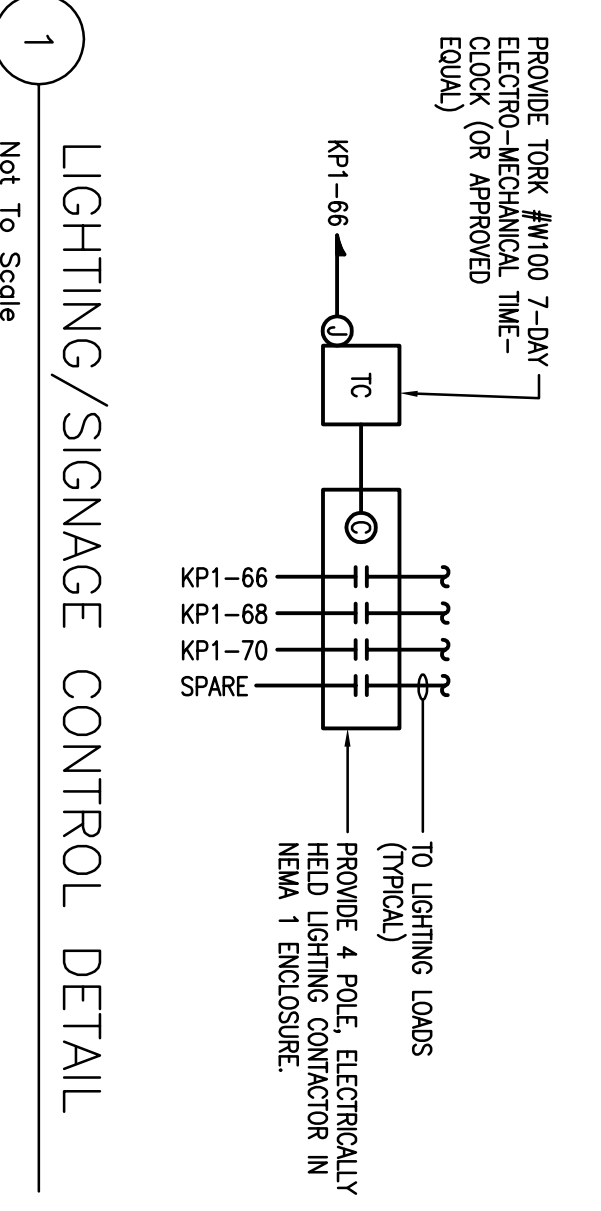 PROVIDE TORK #W100 7-DAY
ELECTRO-MECHANICAL TIME-
CLOCK (OR APPROVED
EQUAL)
KP1-66
J
TC
C
KP1-66
KP1-68
KP1-70
SPARE
TO LIGHTING LOADS
(TYPICAL)
PROVIDE 4 POLE, ELECTRICALLY
HELD LIGHTING CONTACTOR IN
NEMA 1 ENCLOSURE.
1
LIGHTING/SIGNAGE CONTROL DETAIL
Not To Scale